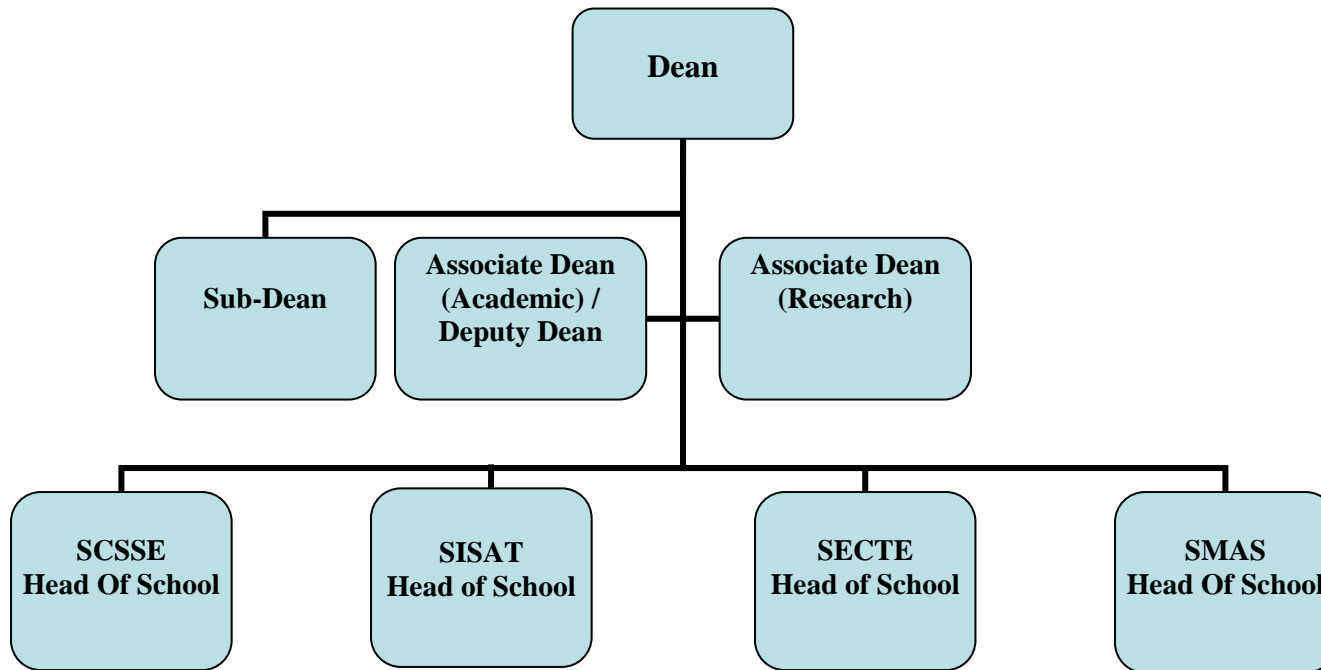 Dean
Sub-Dean
Associate Dean
(Academic) /
Deputy Dean
Associate Dean
(Research)
SCSSE
Head Of School
SISAT
Head of School
SECTE
Head of School
SMAS
Head Of School